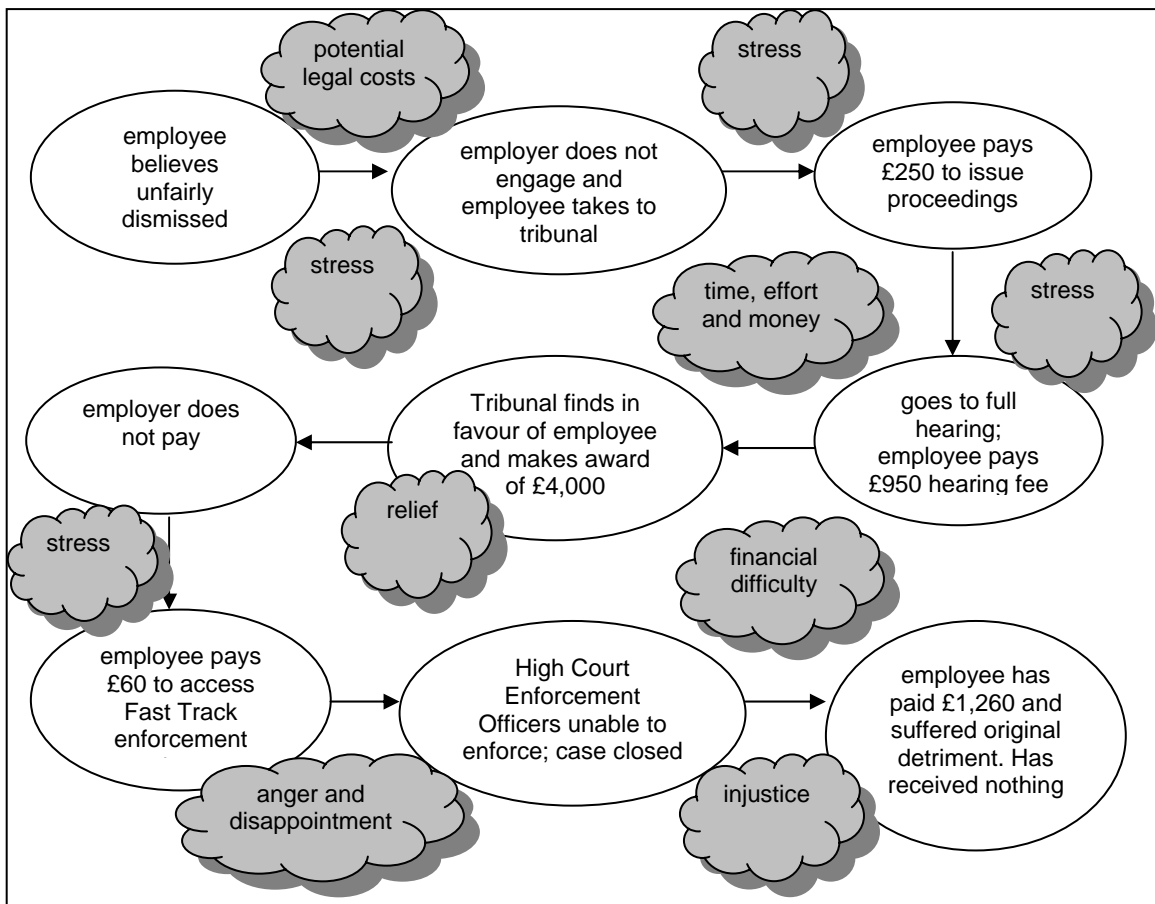 potential
legal costs
stress
employee
believes
unfairly
dismissed
employer does not
engage and
employee takes to
tribunal
employee pays
£250 to issue
proceedings
stress
time, effort
and money
stress
employer does
not pay
Tribunal finds in
favour of employee
and makes award
of £4,000
goes to full
hearing;
employee pays
£950 hearing fee
relief
stress
financial
difficulty
employee pays
£60 to access
Fast Track
enforcement
High Court
Enforcement
Officers unable to
enforce; case closed
employee has
paid £1,260 and
suffered original
detriment. Has
received nothing
anger and
disappointment
injustice